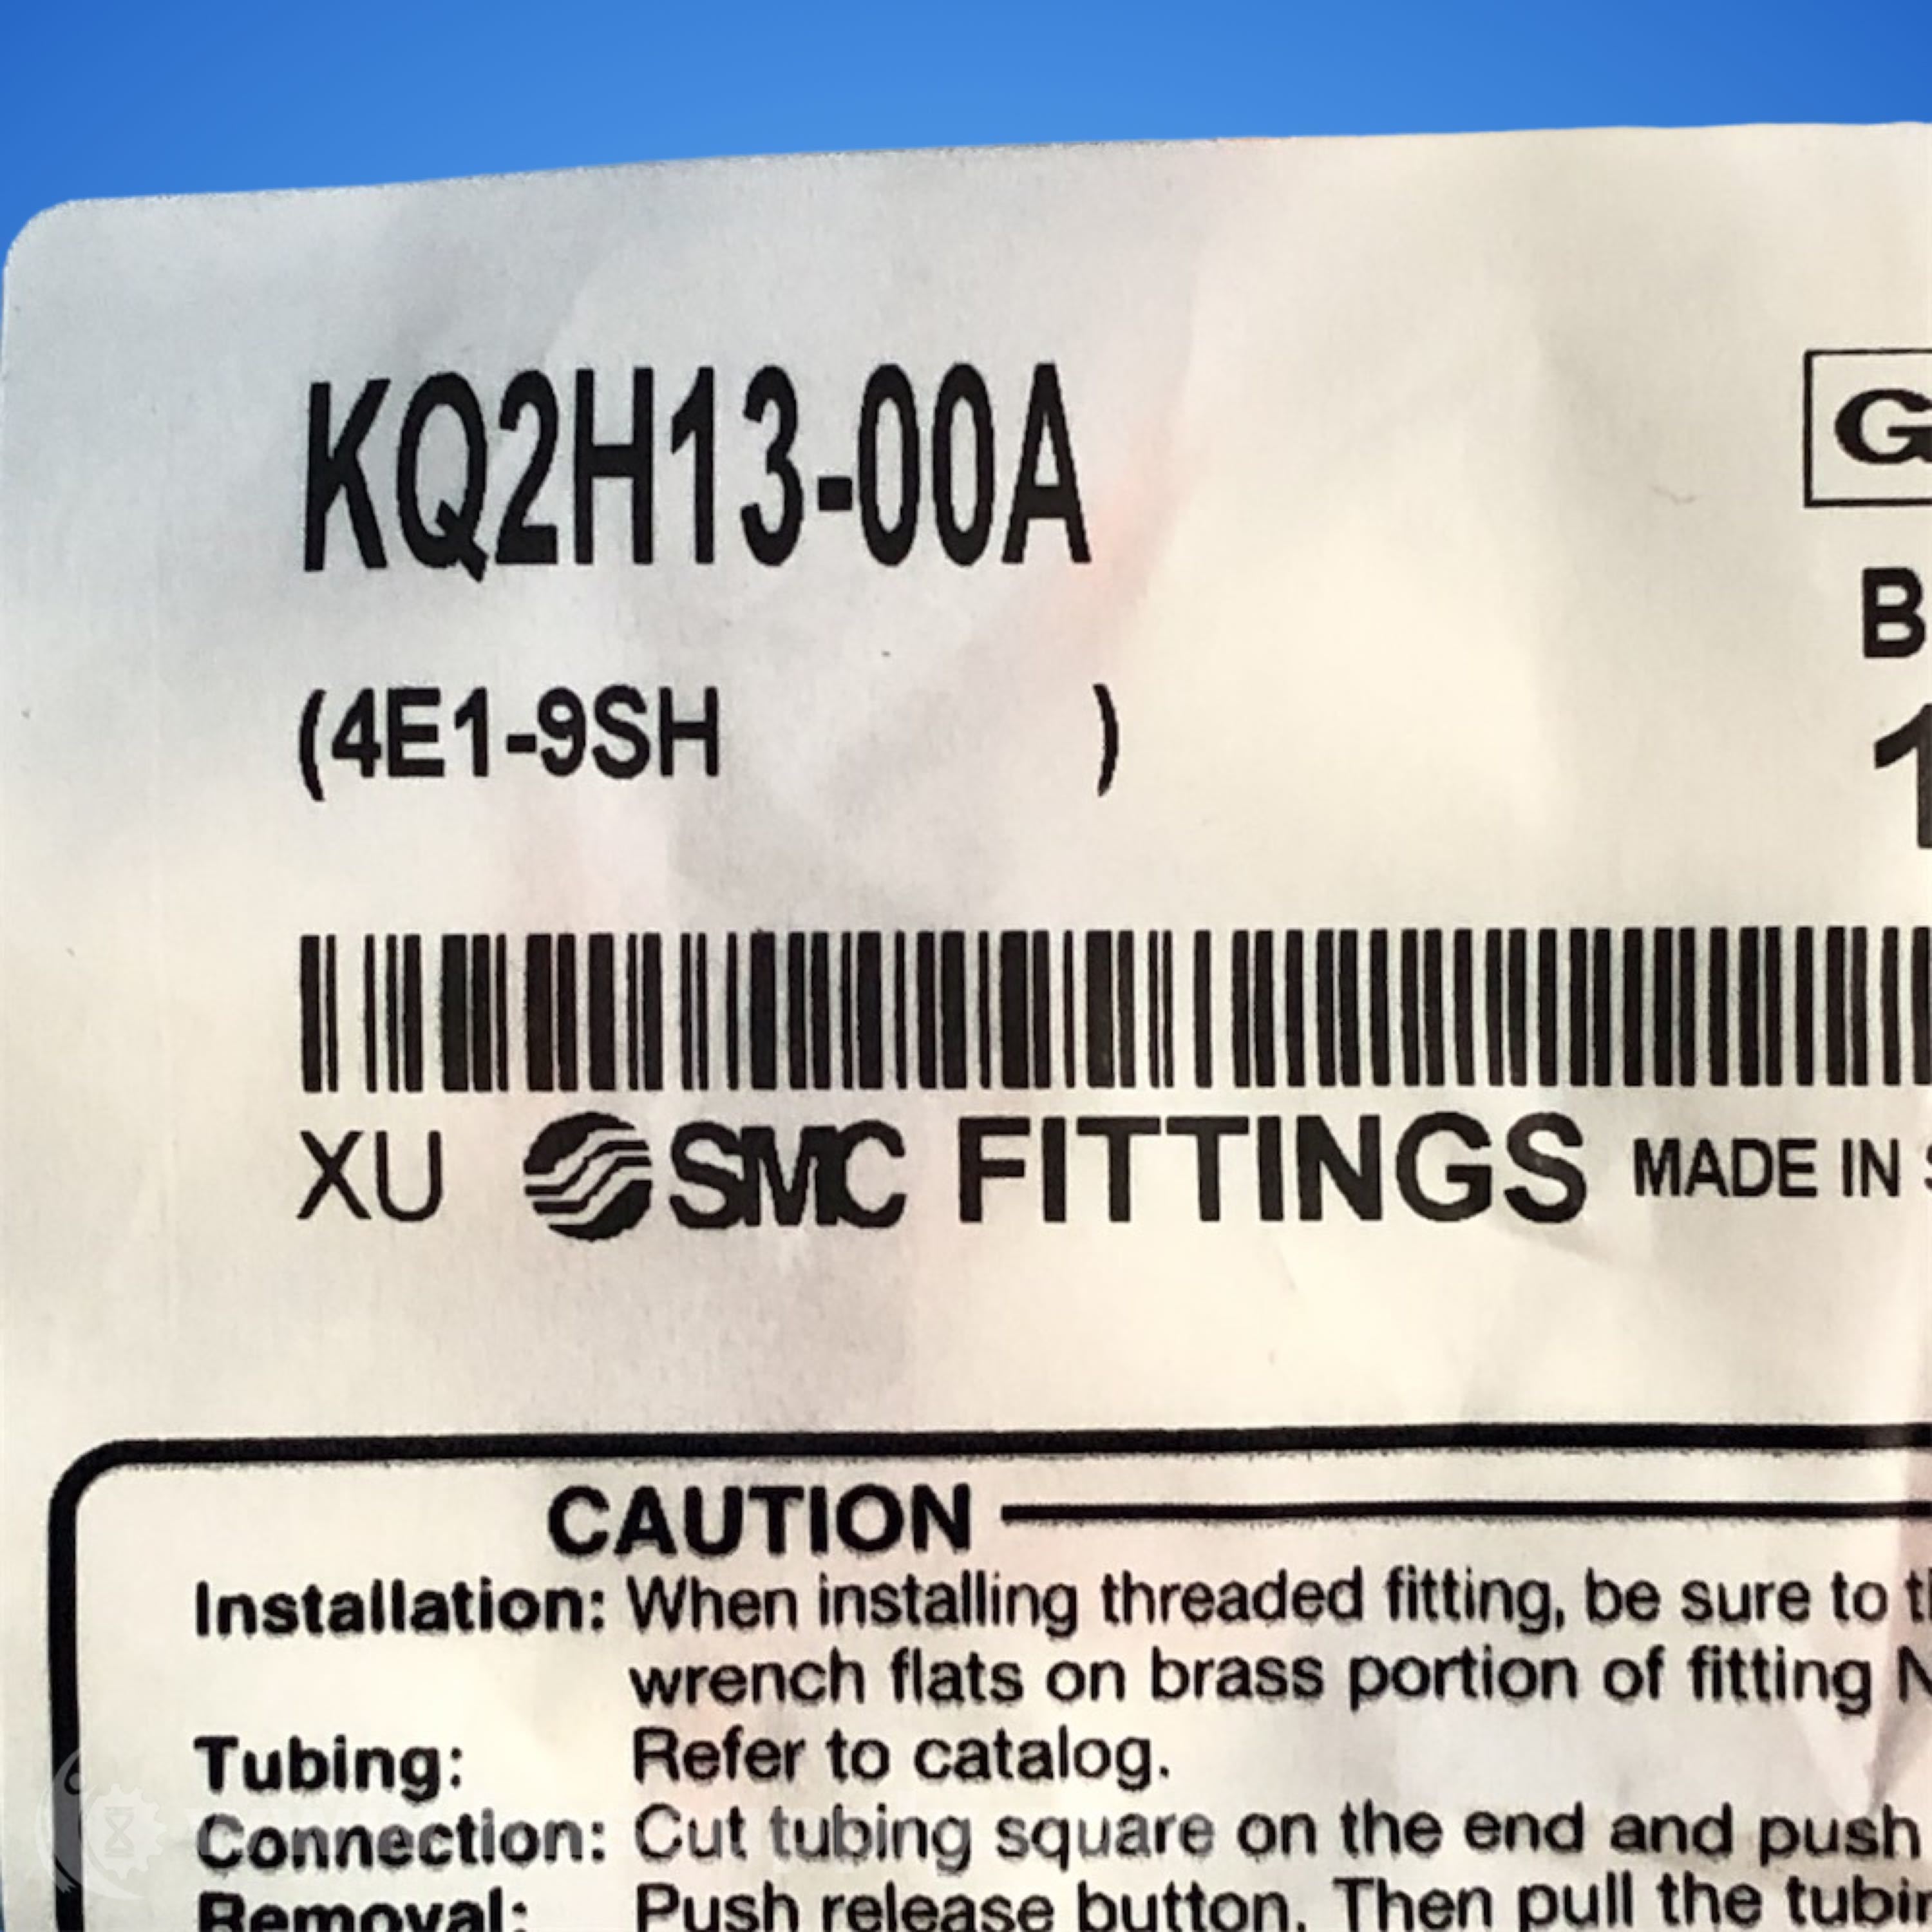 KQ2H13-00A
G
(4E1-9SH )
B
1
XU SMC FITTINGS MADE IN
CAUTION
Installation: When installing threaded fitting, be sure to
wrench flats on brass portion of fitting
Tubing: Refer to catalog.
Connection: Cut tubing square on the end and push
Removal: Push release button. Then pull the